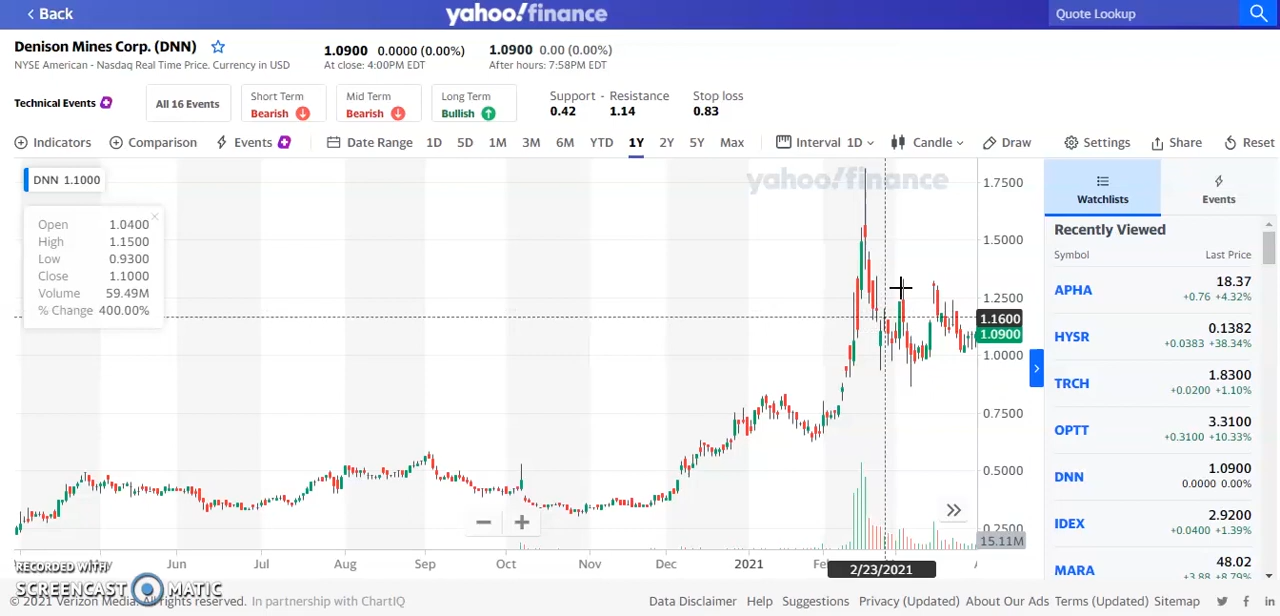 Back
yahoo!finance
Quote Lookup
Denison Mines Corp. (DNN)
NYSE American - Nasdaq Real Time Price. Currency in USD
1.0900 0.0000 (0.00%)
At close: 4:00PM EDT
1.0900 0.00 (0.00%)
After hours: 7:58PM EDT
Technical Events
All 16 Events
Short Term
Bearish
Mid Term
Bearish
Long Term
Bullish
Support - Resistance
0.42 1.14
Stop loss
0.83
Indicators Comparison Events Date Range 1D 5D 1M 3M 6M YTD 1Y 2Y 5Y Max Interval 1D Candle Draw Settings Share Reset
DNN 1.1000
Open 1.0400
High 1.1500
Low 0.9300
Close 1.1000
Volume 59.49M
% Change 400.00%
yahoo!finance
1.7500
1.5000
1.2500
1.1600
1.0900
1.0000
0.7500
0.5000
0.2500
15.11M
Jun Jul Aug Sep Oct Nov Dec 2021
2/23/2021
Watchlists
Events
Recently Viewed
Symbol Last Price
APHA 18.37
+0.76 +4.32%
HYSR 0.1382
+0.0383 +38.34%
TRCH 1.8300
+0.0200 +1.10%
OPTT 3.3100
+0.3100 +10.33%
DNN 1.0900
0.0000 0.00%
IDEX 2.9200
+0.0400 +1.39%
MARA 48.02
+3.88 +8.79%
RECORDED WITH
SCREENCAST MATIC
© 2021 Verizon Media. All rights reserved. In partnership with ChartIQ
Data Disclaimer Help Suggestions Privacy (Updated) About Our Ads Terms (Updated) Sitemap